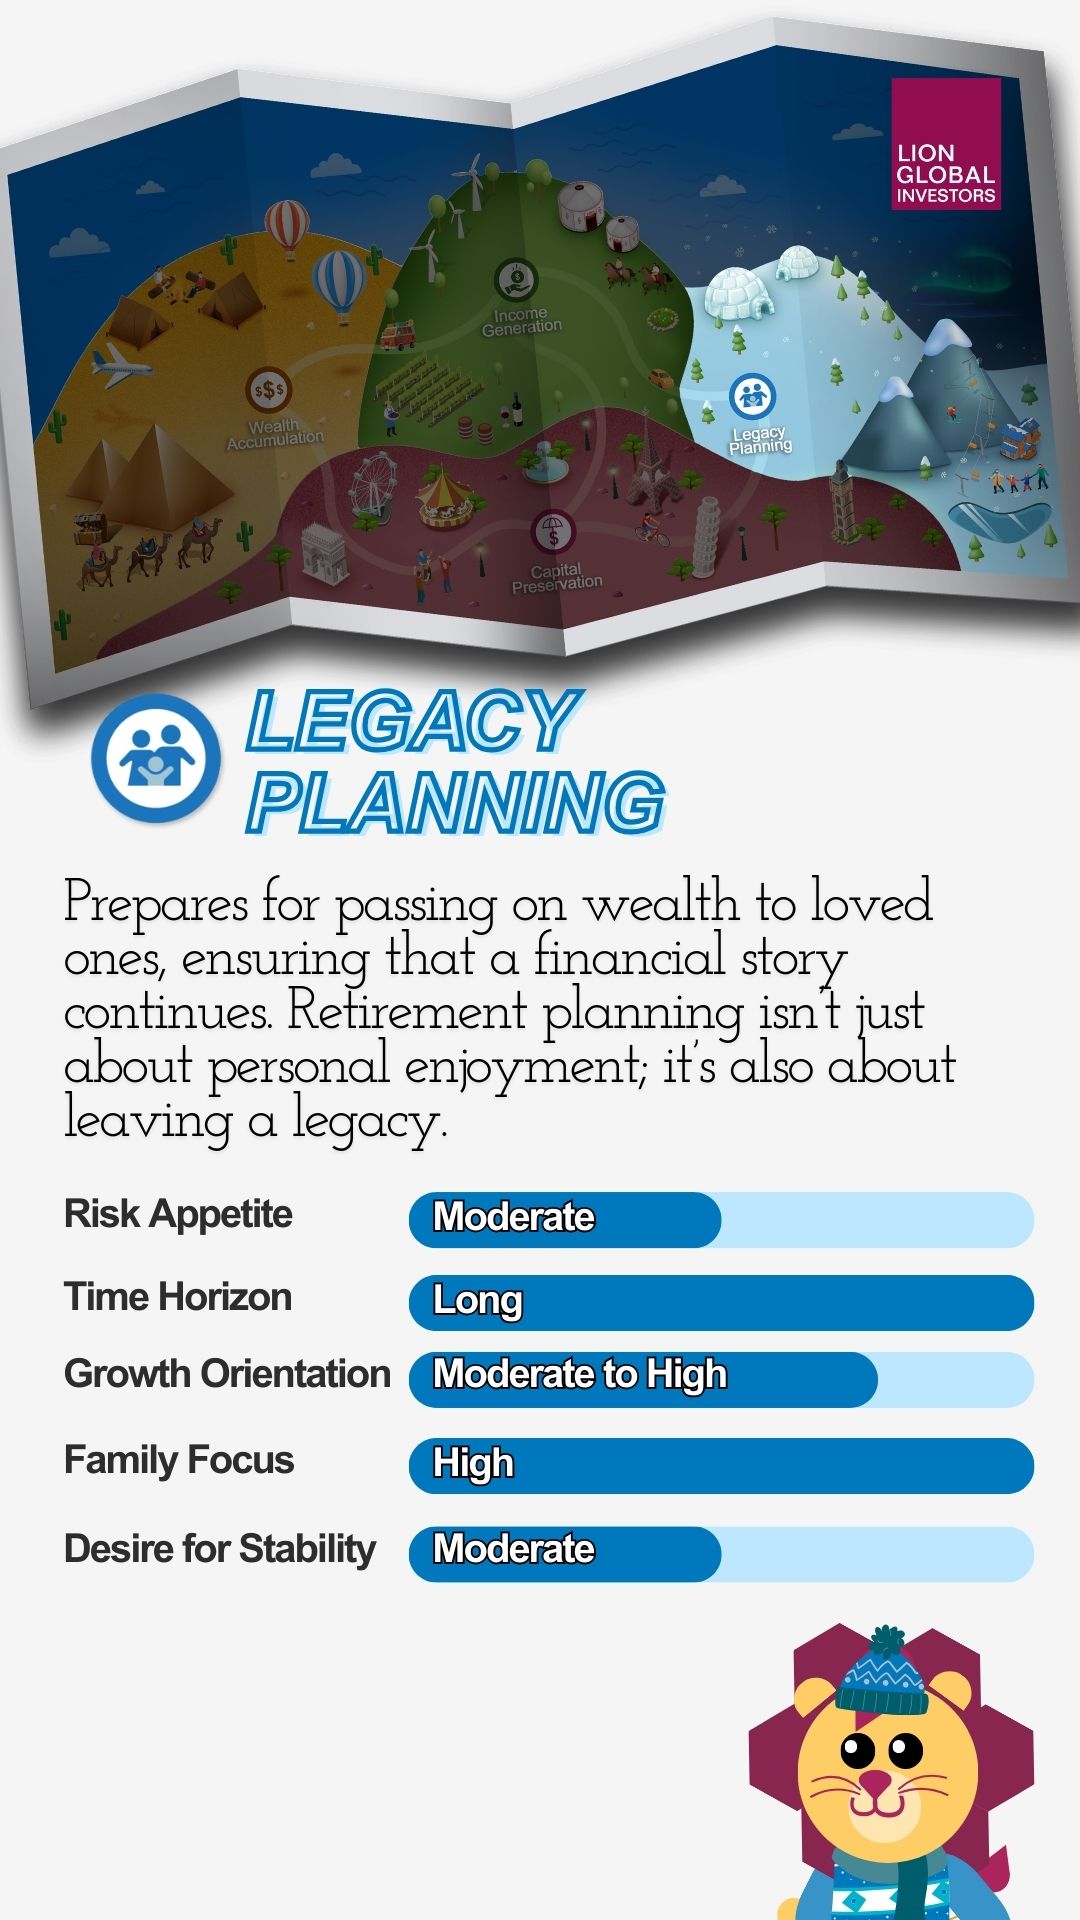 LION
GLOBAL
INVESTORS
Income
Generation
$
Wealth
Accumulation
$$$
Legacy
Planning
Capital
Preservation
$
LEGACY
PLANNING
Prepares for passing on wealth to loved
ones, ensuring that a financial story
continues. Retirement planning isn't just
about personal enjoyment; it's also about
leaving a legacy.
Risk Appetite Moderate
Time Horizon Long
Growth Orientation Moderate to High
Family Focus High
Desire for Stability Moderate